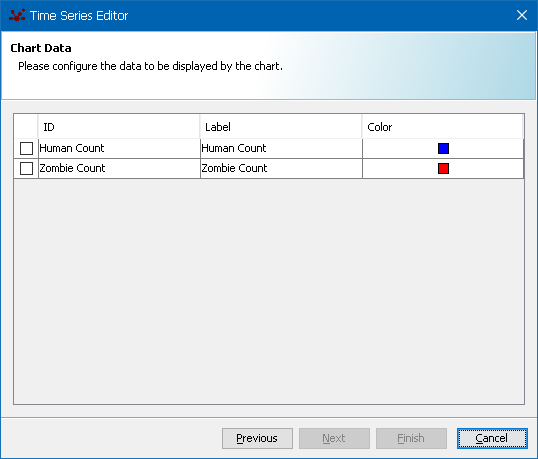 Time Series Editor
Chart Data
Please configure the data to be displayed by the chart.
ID Label Color
Human Count Human Count
Zombie Count Zombie Count
Previous Next Finish Cancel